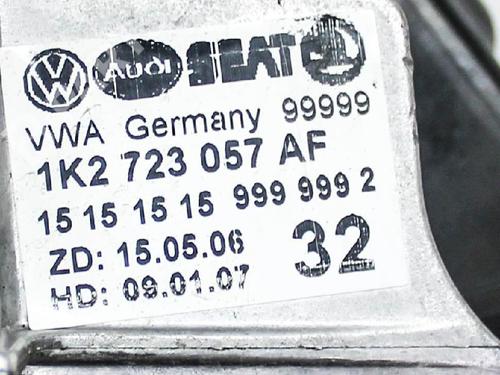 VW AUDI SEAT
VWA Germany 99999
1K2 723 057 AF
15 15 15 15 999 999 2
ZD: 15.05.06
HD: 09.01.07
32